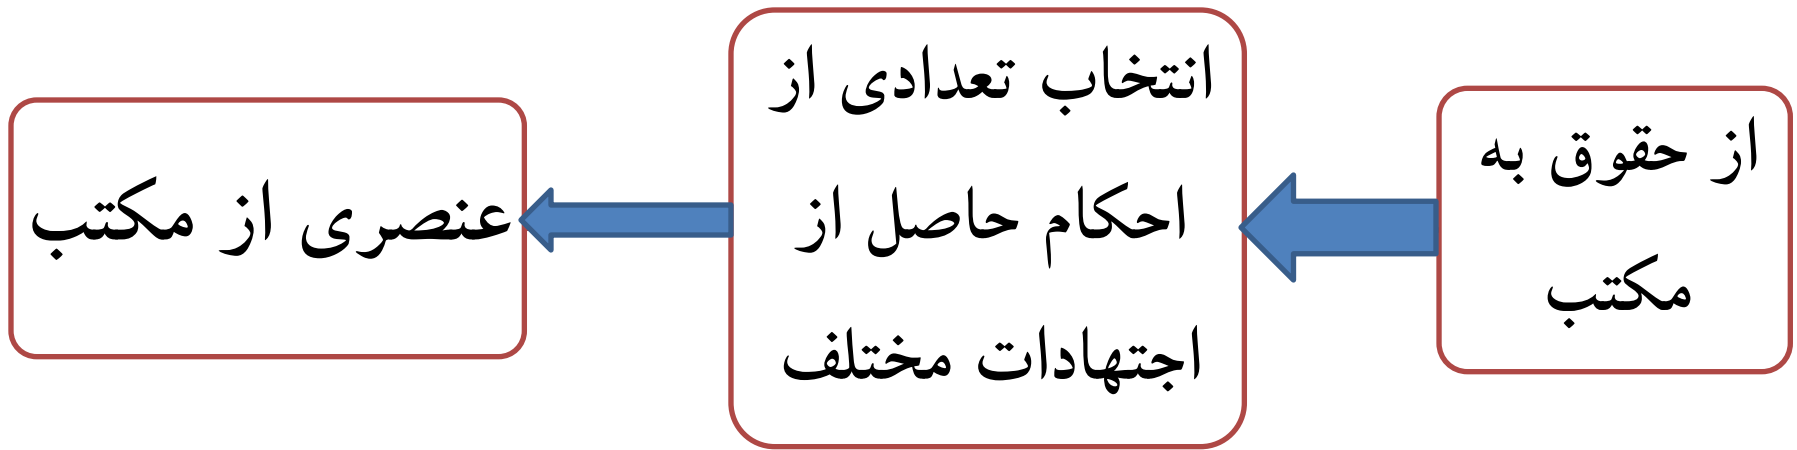 از حقوق به
مکتب
انتخاب تعدادی از
احکام حاصل از
اجتهادات مختلف
عنصری از مکتب